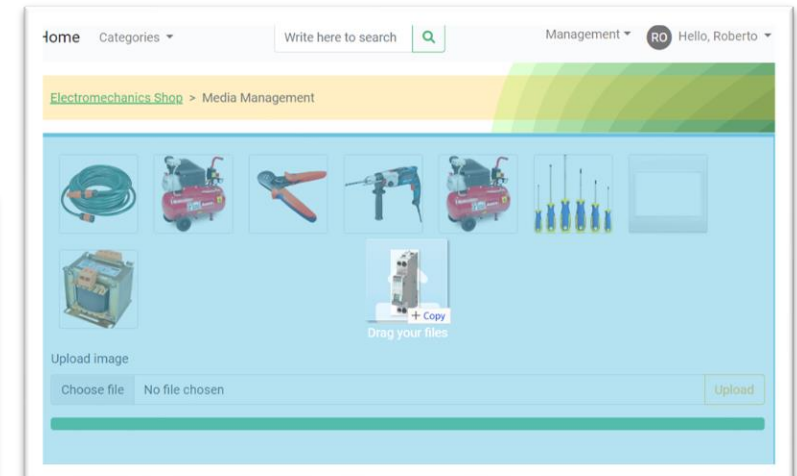 Home Categories Write here to search Management RO Hello, Roberto
Electromechanics Shop > Media Management
+ Copy
Drag your files
Upload image
Choose file No file chosen Upload